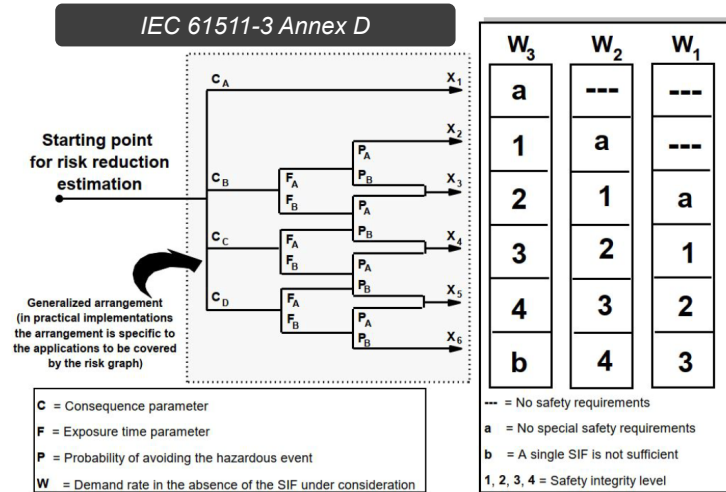 IEC 61511-3 Annex D
Starting point
for risk reduction
estimation
Generalized arrangement
(in practical implementations
the arrangement is specific to
the applications to be covered
by the risk graph)
C_A
C_B
C_C
C_D
F_A
F_B
F_A
F_B
F_A
F_B
P_A
P_B
P_A
P_B
P_A
P_B
P_A
P_B
X_1
X_2
X_3
X_4
X_5
X_6
W_3 W_2 W_1
a --- ---
1 a ---
2 1 a
3 2 1
4 3 2
b 4 3
C = Consequence parameter
F = Exposure time parameter
P = Probability of avoiding the hazardous event
W = Demand rate in the absence of the SIF under consideration
--- = No safety requirements
a = No special safety requirements
b = A single SIF is not sufficient
1, 2, 3, 4 = Safety integrity level